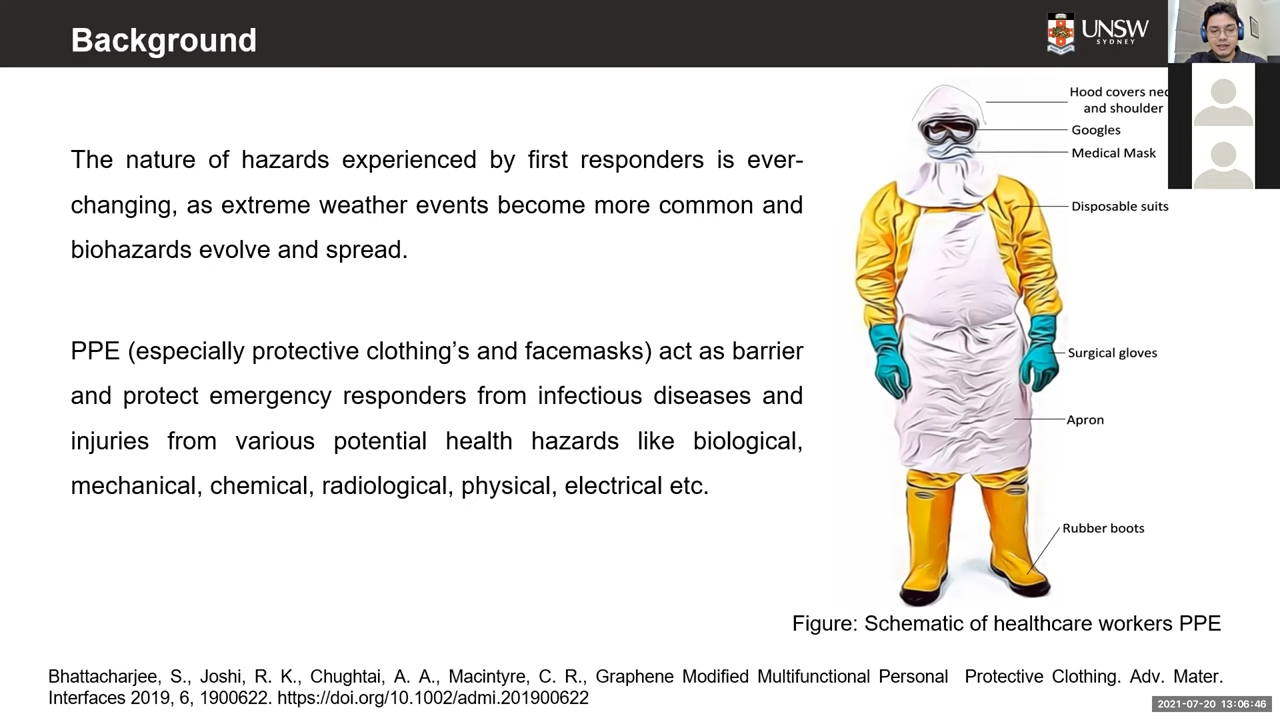 Background
UNSW
SYDNEY
The nature of hazards experienced by first responders is ever-
changing, as extreme weather events become more common and
biohazards evolve and spread.
PPE (especially protective clothing’s and facemasks) act as barrier
and protect emergency responders from infectious diseases and
injuries from various potential health hazards like biological,
mechanical, chemical, radiological, physical, electrical etc.
Hood covers
and shoulder
Googles
Medical Mask
Disposable suits
Surgical gloves
Apron
Rubber boots
Figure: Schematic of healthcare workers PPE
Bhattacharjee, S., Joshi, R. K., Chughtai, A. A., Macintyre, C. R., Graphene Modified Multifunctional Personal Protective Clothing. Adv. Mater.
Interfaces 2019, 6, 1900622. https://doi.org/10.1002/admi.201900622
2021-07-20 13:06:46